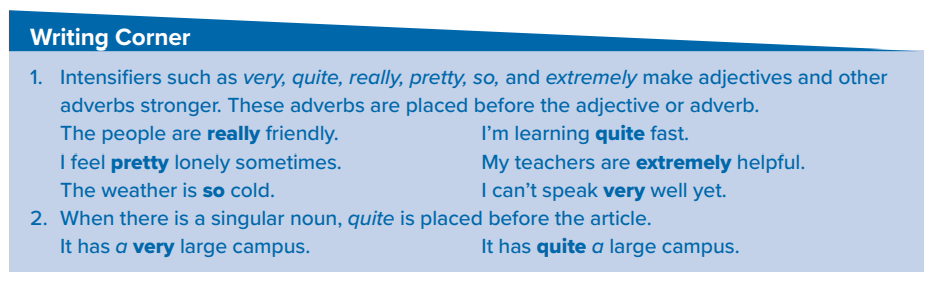 Writing Corner
1. Intensifiers such as very, quite, really, pretty, so, and extremely make adjectives and other
adverbs stronger. These adverbs are placed before the adjective or adverb.
The people are really friendly. I’m learning quite fast.
I feel pretty lonely sometimes. My teachers are extremely helpful.
The weather is so cold. I can’t speak very well yet.
2. When there is a singular noun, quite is placed before the article.
It has a very large campus. It has quite a large campus.